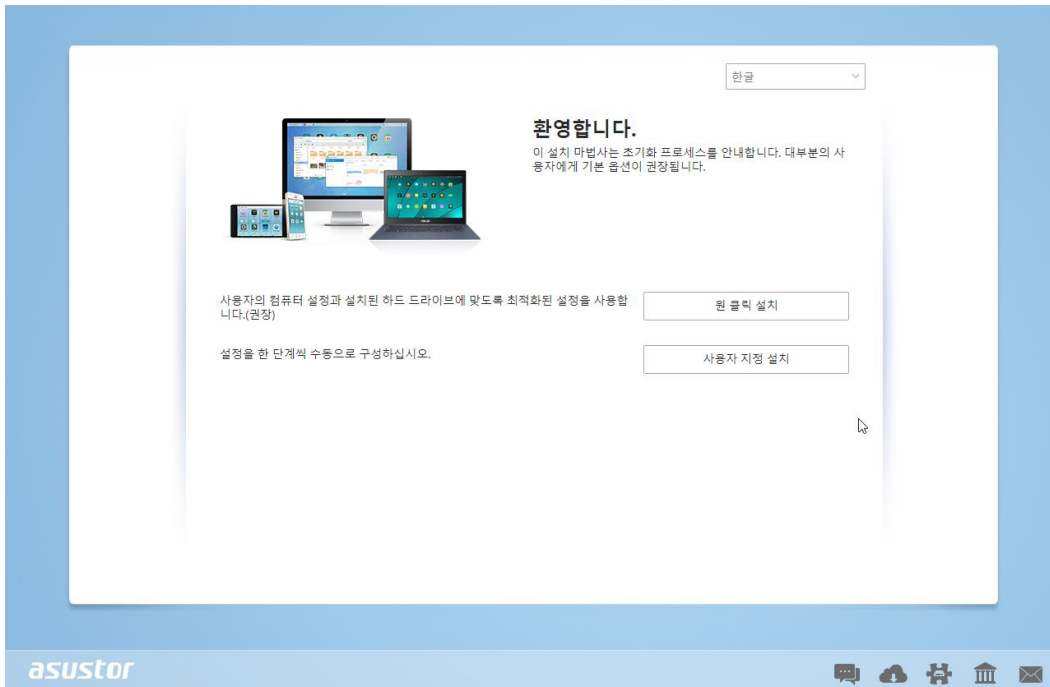 한글
환영합니다.
이 설치 마법사는 초기화 프로세스를 안내합니다. 대부분의 사
용자에게 기본 옵션이 권장됩니다.
사용자의 컴퓨터 설정과 설치된 하드 드라이브에 맞도록 최적화된 설정을 사용합
니다.(권장)
원 클릭 설치
설정을 한 단계씩 수동으로 구성하십시오.
사용자 지정 설치
asustor